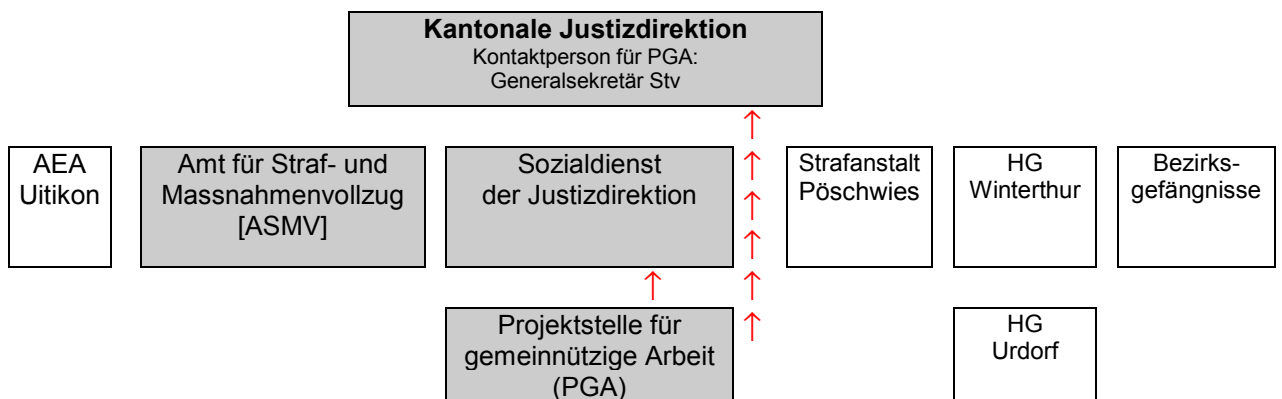 Kantonale Justizdirektion
Kontaktperson für PGA:
Generalsekretär Stv
AEA
Uitikon
Amt für Straf- und
Massnahmenvollzug
[ASMV]
Sozialdienst
der Justizdirektion
Strafanstalt
Pöschwies
HG
Winterthur
Bezirks-
gefängnisse
Projektstelle für
gemeinnützige Arbeit
(PGA)
HG
Urdorf